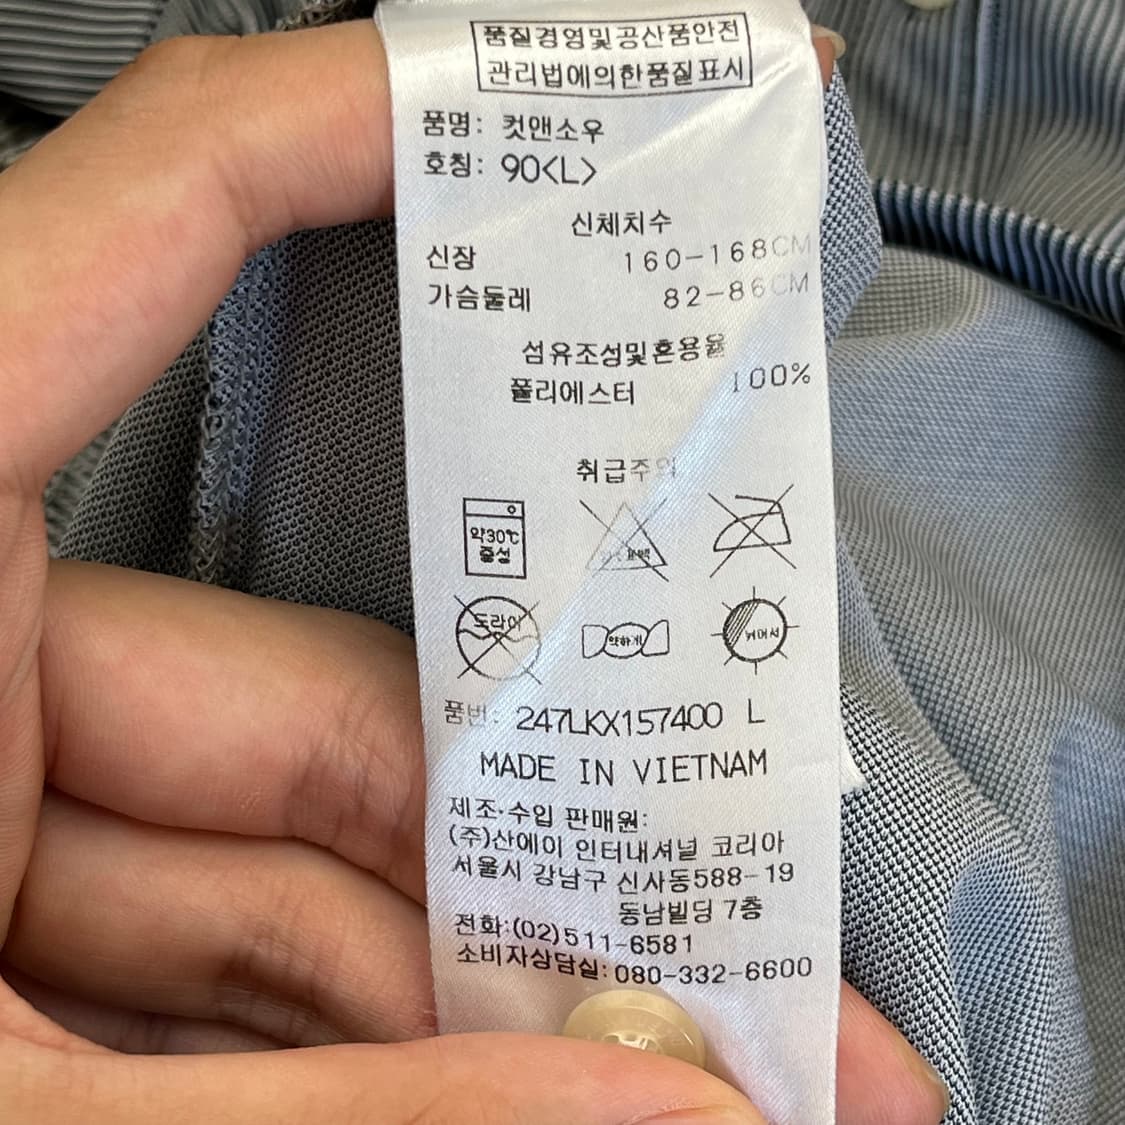 품질경영및공산품안전
관리법에의한품질표시
품명: 컷앤소우
호칭: 90<L>
신체치수
신장 160-168CM
가슴둘레 82-86CM
섬유조성및혼용율
폴리에스터 100%
취급주의
약30℃
중성
표백
드라이
약하게
뉘어서
품번: 247LKX157400 L
MADE IN VIETNAM
제조·수입 판매원:
(주)산에이 인터내셔널 코리아
서울시 강남구 신사동588-19
동남빌딩 7층
전화:(02)511-6581
소비자상담실: 080-332-6600